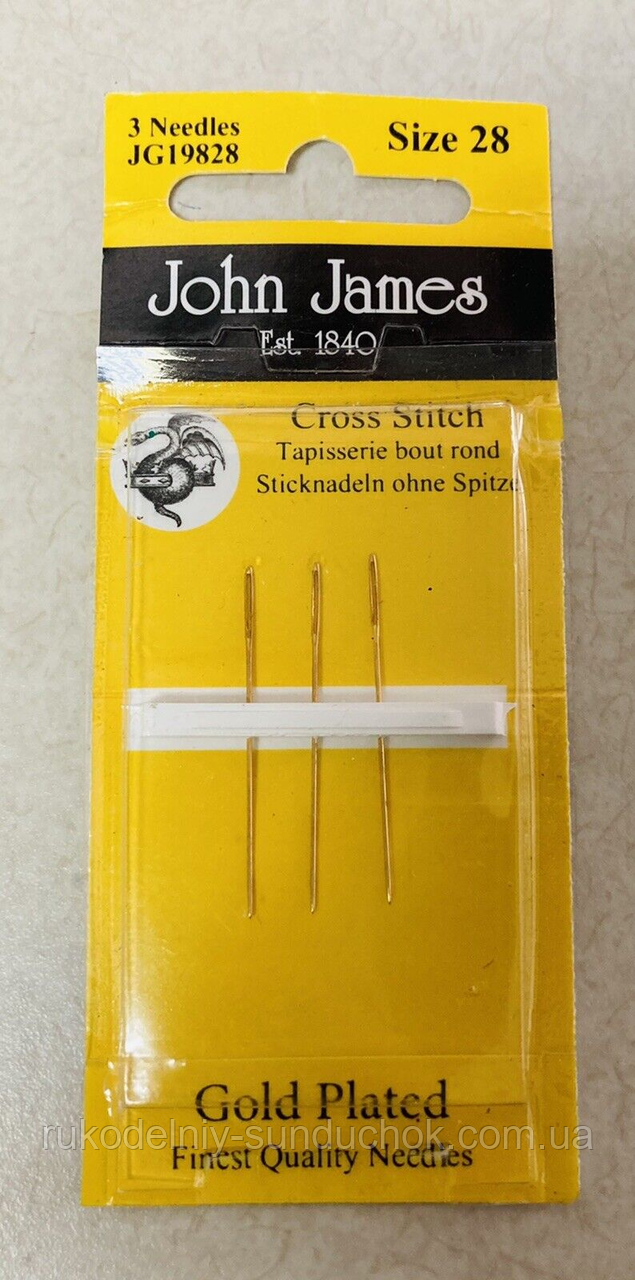 3 Needles
JG19828
Size 28
John James
Est. 1840
Cross Stitch
Tapisserie bout rond
Sticknadeln ohne Spitze
Gold Plated
rukodelniy-sunduchok.com.ua
Finest Quality Needles